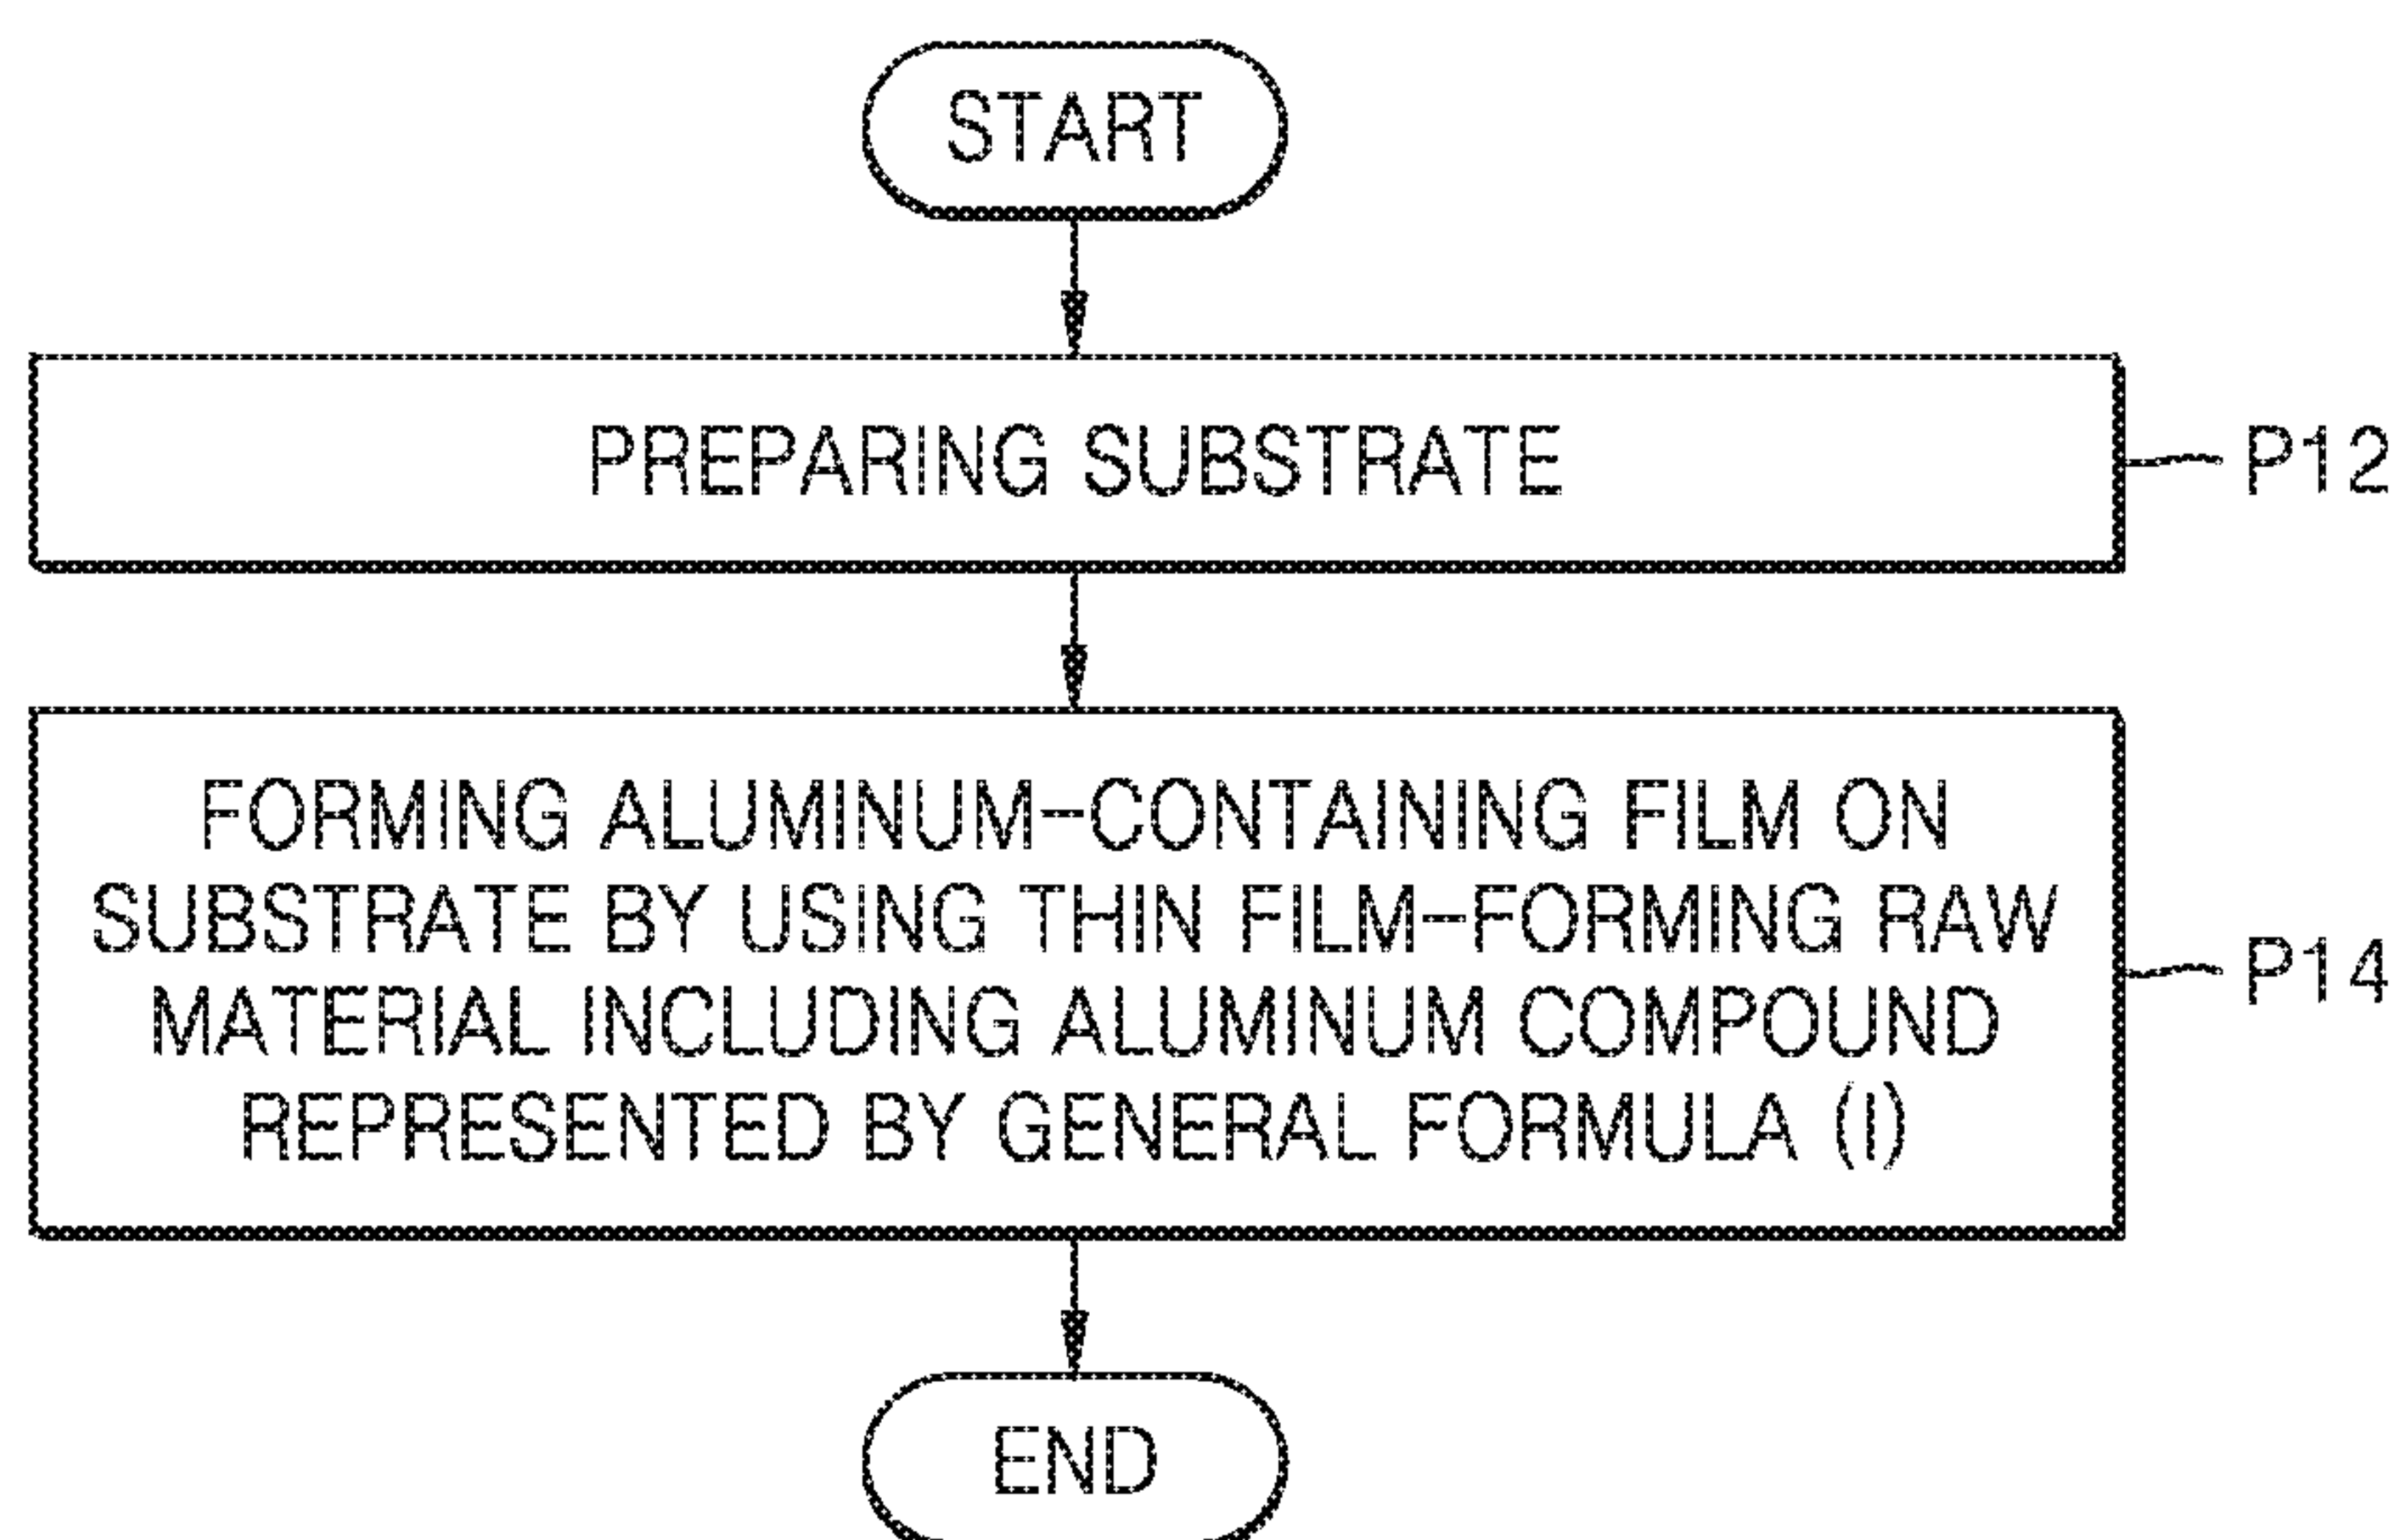 START
PREPARING SUBSTRATE
P12
FORMING ALUMINUM-CONTAINING FILM ON
SUBSTRATE BY USING THIN FILM-FORMING RAW
MATERIAL INCLUDING ALUMINUM COMPOUND
REPRESENTED BY GENERAL FORMULA (I)
P14
END